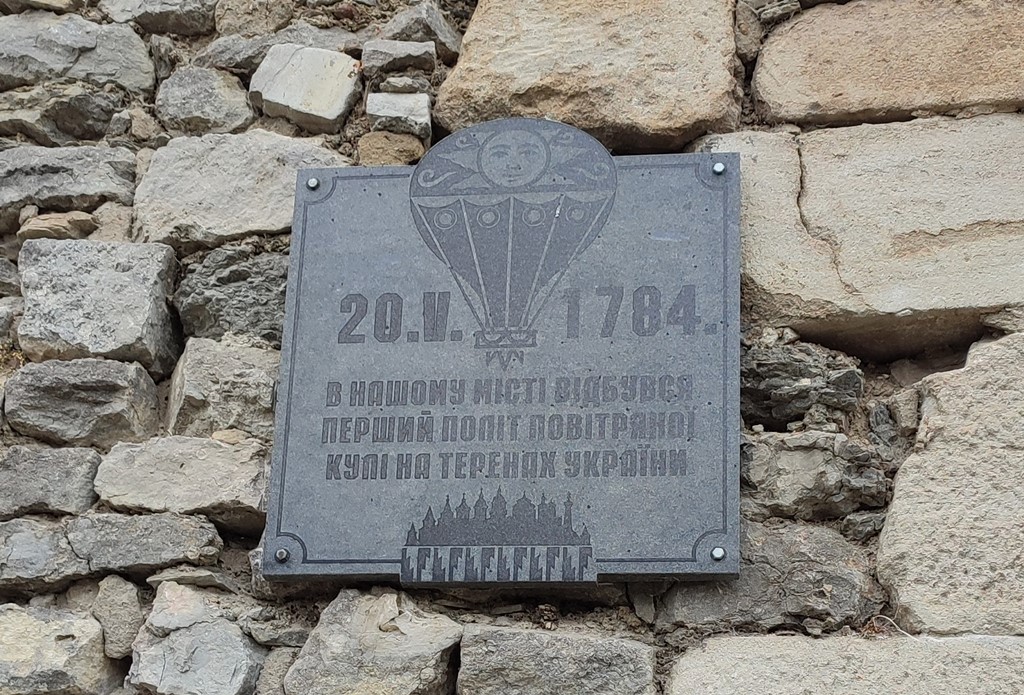 20.V. 1784.
В НАШОМУ МІСТІ ВІДБУВСЯ
ПЕРШИЙ ПОЛІТ ПОВІТРЯНОЇ
КУЛІ НА ТЕРЕНАХ УКРАЇНИ